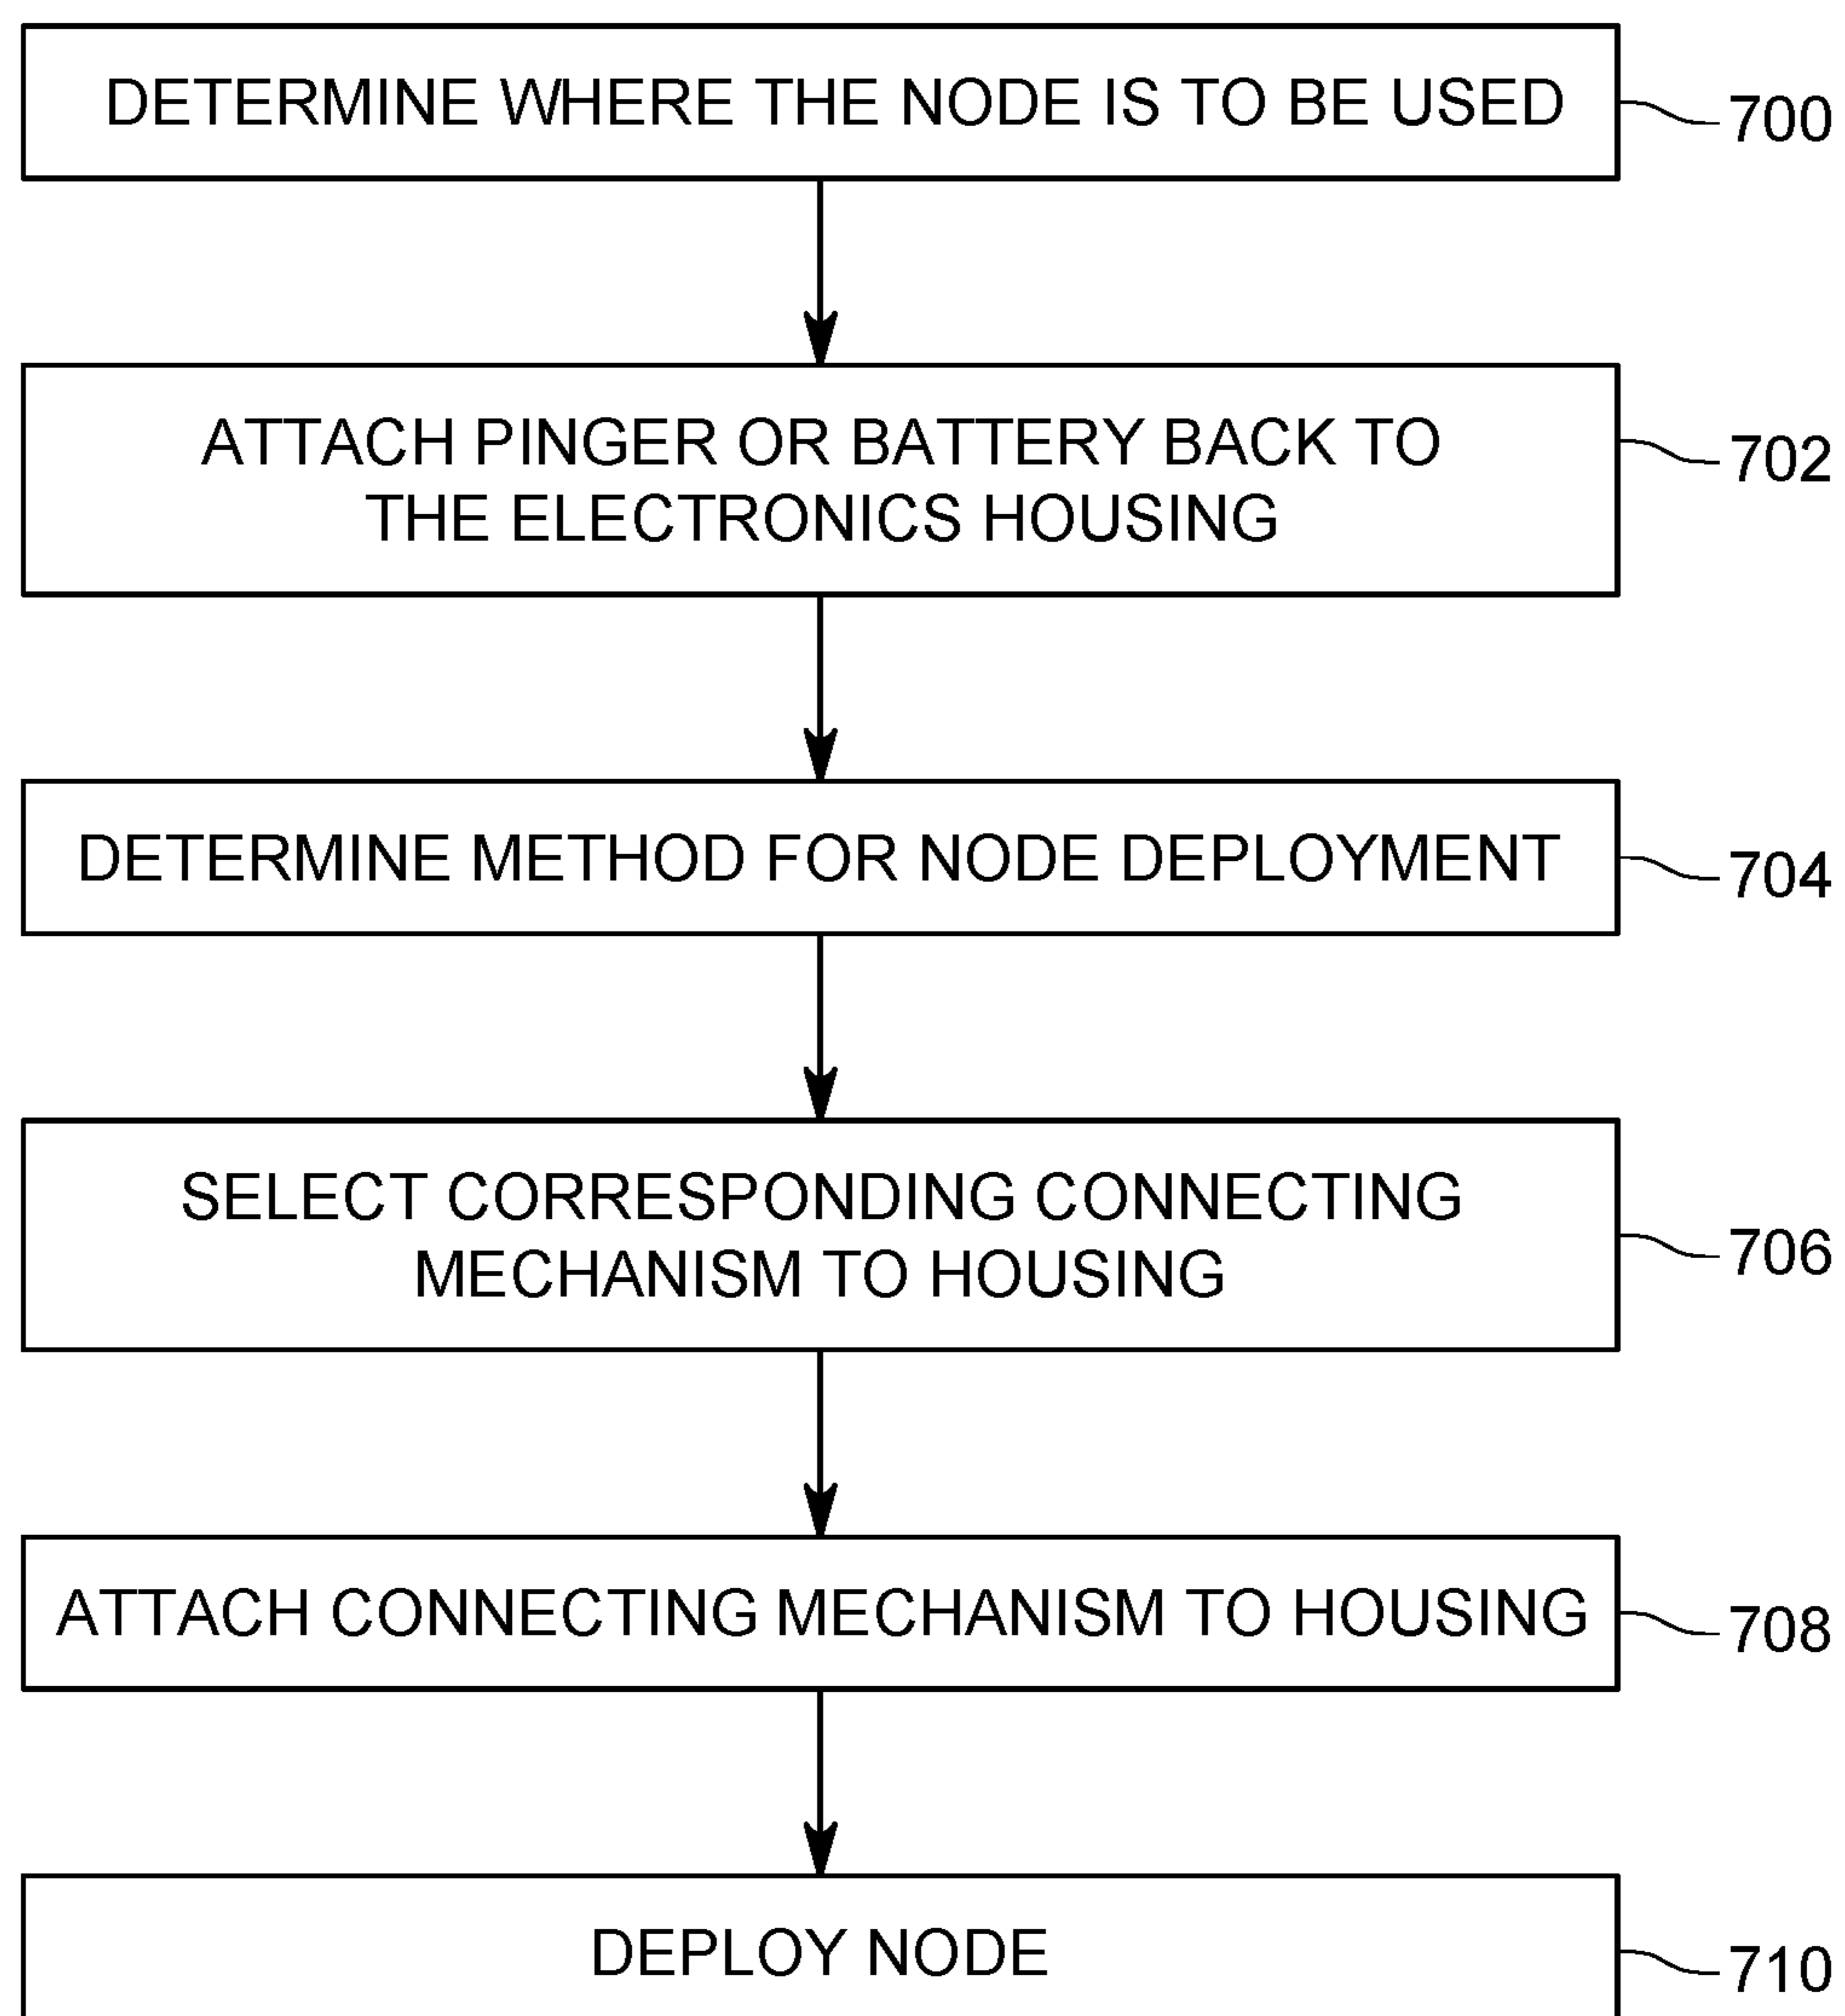 DETERMINE WHERE THE NODE IS TO BE USED
700
ATTACH PINGER OR BATTERY BACK TO
THE ELECTRONICS HOUSING
702
DETERMINE METHOD FOR NODE DEPLOYMENT
704
SELECT CORRESPONDING CONNECTING
MECHANISM TO HOUSING
706
ATTACH CONNECTING MECHANISM TO HOUSING
708
DEPLOY NODE
710